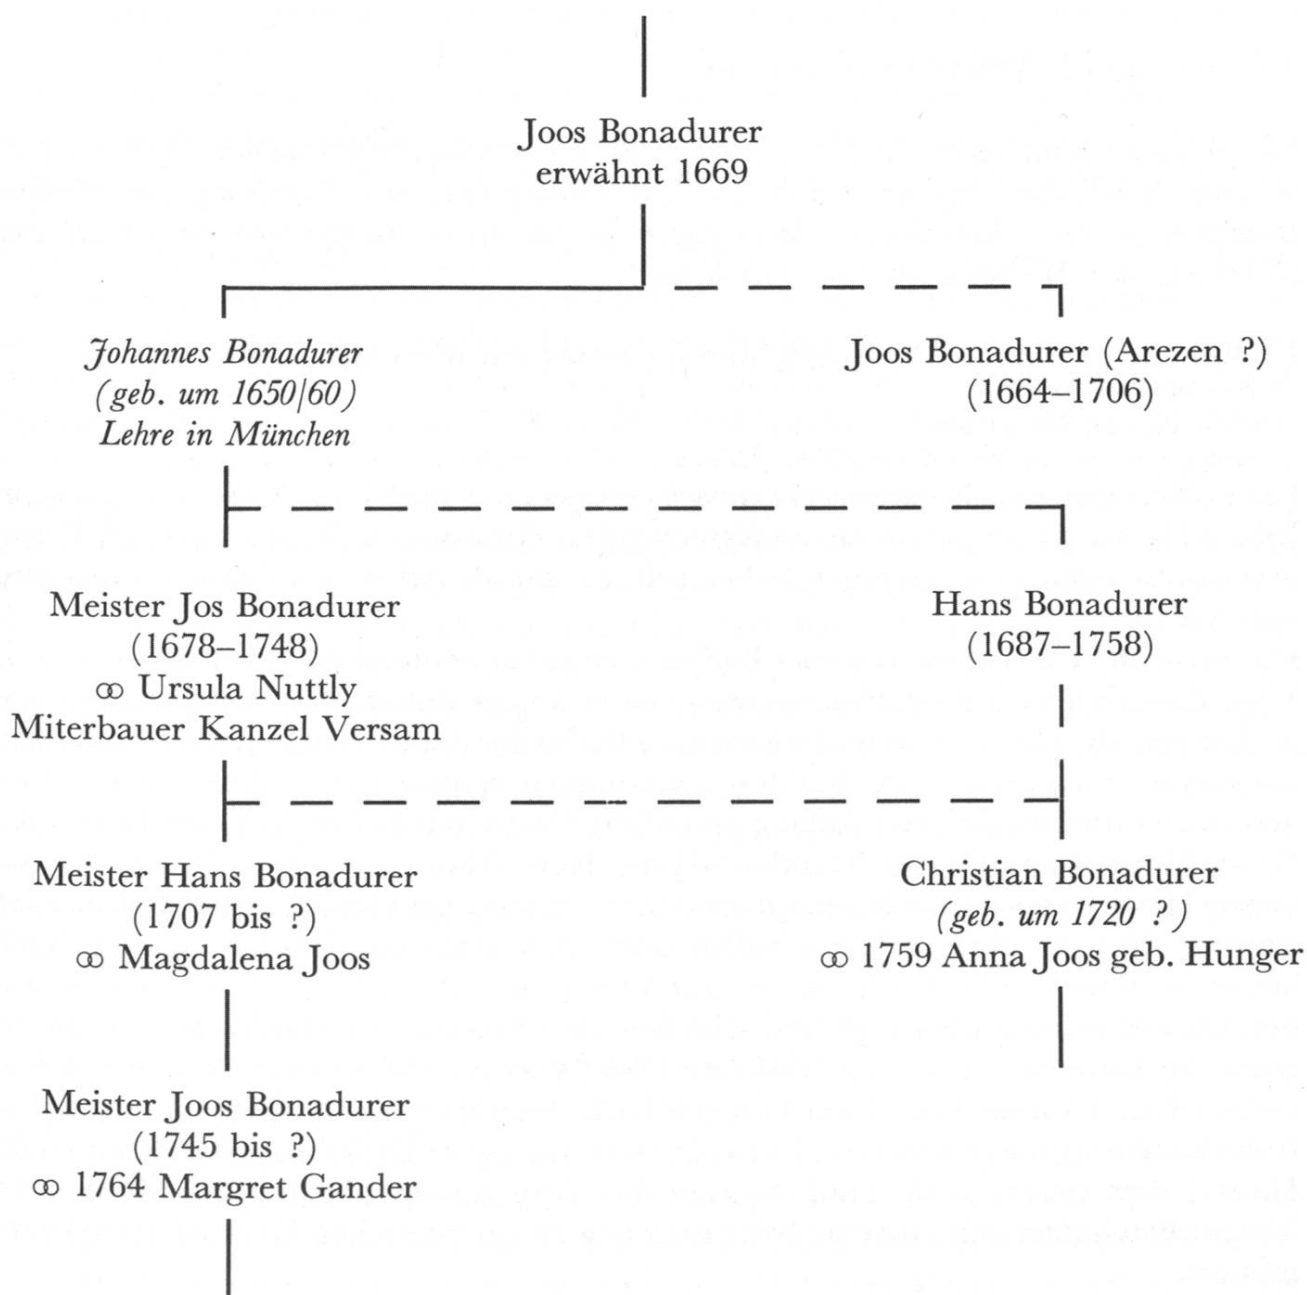 Joos Bonadurer
erwähnt 1669
Johannes Bonadurer
(geb. um 1650/60)
Lehre in München
Joos Bonadurer (Arezen ?)
(1664–1706)
Meister Jos Bonadurer
(1678–1748)
⚭ Ursula Nuttly
Miterbauer Kanzel Versam
Hans Bonadurer
(1687–1758)
Meister Hans Bonadurer
(1707 bis ?)
⚭ Magdalena Joos
Christian Bonadurer
(geb. um 1720 ?)
⚭ 1759 Anna Joos geb. Hunger
Meister Joos Bonadurer
(1745 bis ?)
⚭ 1764 Margret Gander